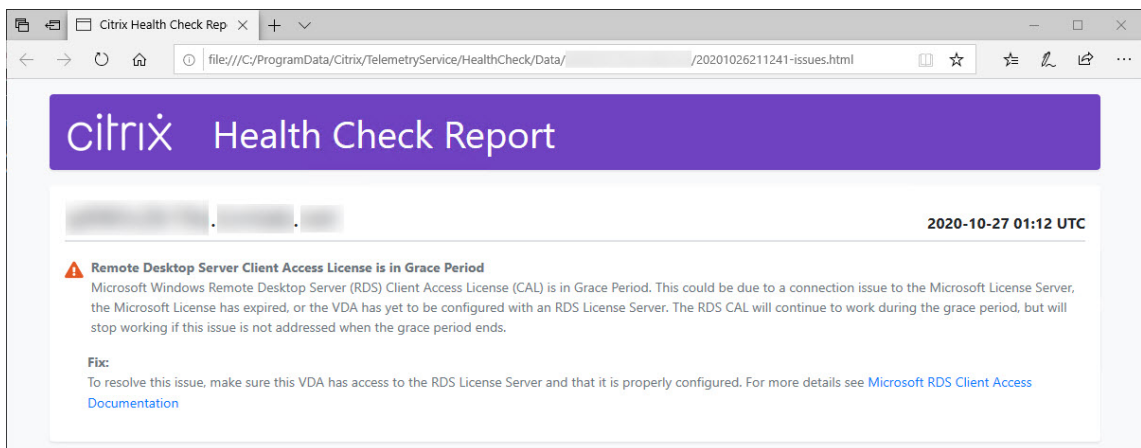 Citrix Health Check Rep
file:///C:/ProgramData/Citrix/TelemetryService/HealthCheck/Data/ /20201026211241-issues.html
citrix Health Check Report
. .
2020-10-27 01:12 UTC
Remote Desktop Server Client Access License is in Grace Period
Microsoft Windows Remote Desktop Server (RDS) Client Access License (CAL) is in Grace Period. This could be due to a connection issue to the Microsoft License Server,
the Microsoft License has expired, or the VDA has yet to be configured with an RDS License Server. The RDS CAL will continue to work during the grace period, but will
stop working if this issue is not addressed when the grace period ends.
Fix:
To resolve this issue, make sure this VDA has access to the RDS License Server and that it is properly configured. For more details see Microsoft RDS Client Access
Documentation